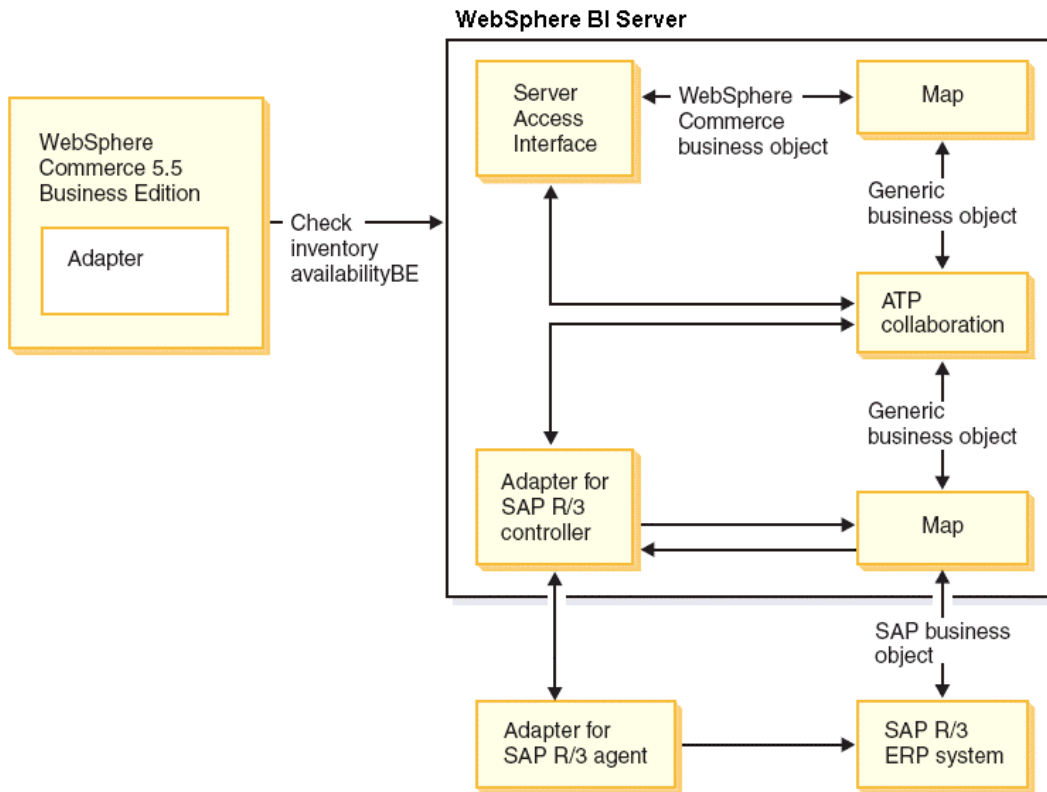 WebSphere BI Server
WebSphere
Commerce 5.5
Business Edition
Adapter
Check
inventory
availabilityBE
Server
Access
Interface
WebSphere
Commerce
business object
Map
Generic
business object
ATP
collaboration
Generic
business object
Adapter for
SAP R/3
controller
Map
SAP business
object
Adapter for
SAP R/3 agent
SAP R/3
ERP system